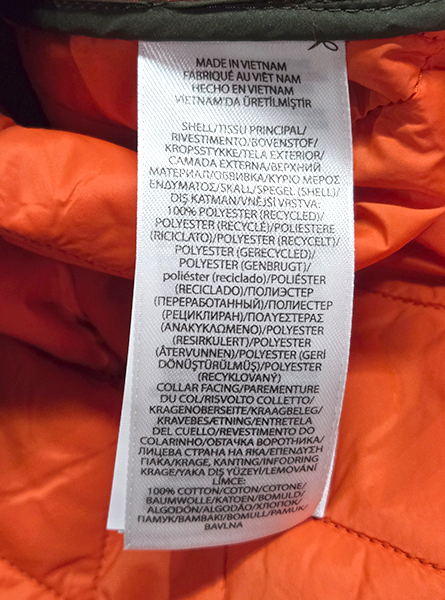 MADE IN VIETNAM
FABRIQUÉ AU VIÊT NAM
HECHO EN VIETNAM
VIETNAM'DA ÜRETİLMİŞTİR
SHELL/TISSU PRINCIPAL/
RIVESTIMENTO/BOVENSTOF/
KROPSSTYKKE/TELA EXTERIOR/
CAMADA EXTERNA/ВЕРХНИЙ
МАТЕРИАЛ/ОБВИВКА/ΚΥΡΙΟ ΜΕΡΟΣ
ΕΝΔΥΜΑΤΟΣ/SKALL/SPEGEL (SHELL)/
DIŞ KATMAN/VNĚJŠÍ VRSTVA:
100% POLYESTER (RECYCLED)/
POLYESTER (RECYCLÉ)/POLIESTERE
(RICICLATO)/POLYESTER (RECYCELT)/
POLYESTER (GERECYCLED)/
POLYESTER (GENBRUGT)/
poliéster (reciclado)/POLIÉSTER
(RECICLADO)/ПОЛИЭСТЕР
(ПЕРЕРАБОТАННЫЙ)/ПОЛИЕСТЕР
(РЕЦИКЛИРАН)/ΠΟΛΥΕΣΤΕΡΑΣ
(ΑΝΑΚΥΚΛΩΜΕΝΟ)/POLYESTER
(RESIRKULERT)/POLYESTER
(ÅTERVUNNEN)/POLYESTER (GERİ
DÖNÜŞTÜRÜLMÜŞ)/POLYESTER
(RECYKLOVANÝ)
COLLAR FACING/PAREMENTURE
DU COL/RISVOLTO COLLETTO/
KRAGENOBERSEITE/KRAAGBELEG/
KRAVEBESÆTNING/ENTRETELA
DEL CUELLO/REVESTIMENTO DO
COLARINHO/ОБТАЧКА ВОРОТНИКА/
ЛИЦЕВА СТРАНА НА ЯКА/ΕΠΕΝΔΥΣΗ
ΓΙΑΚΑ/KRAGE, KANTING/INFODRING
KRAGE/YAKA DIŞ YÜZEYİ/LEMOVÁNÍ
LÍMCE:
100% COTTON/COTON/COTONE/
BAUMWOLLE/KATOEN/BOMULD/
ALGODÓN/ALGODÃO/ХЛОПОК/
ПАМУК/ΒΑΜΒΑΚΙ/BOMULL/PAMUK/
BAVLNA